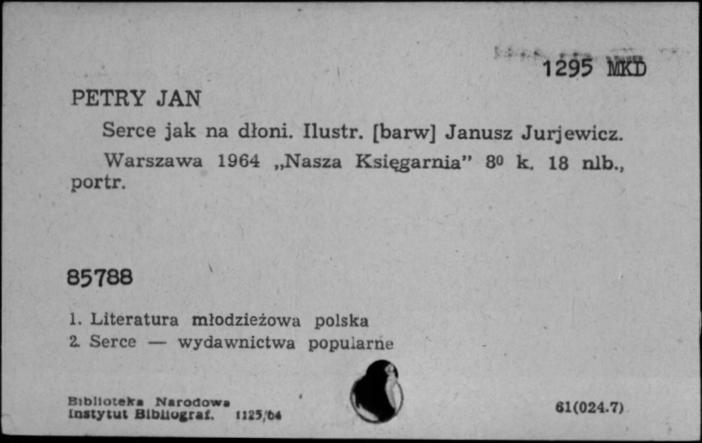 1295 MKD
PETRY JAN
Serce jak na dłoni. Ilustr. [barw] Janusz Jurjewicz.
Warszawa 1964 „Nasza Księgarnia” 8⁰ k. 18 nlb.,
portr.
85788
1. Literatura młodzieżowa polska
2. Serce — wydawnictwa popularne
Biblioteka Narodowa
Instytut Bibliograf. 1125/64
61(024.7)